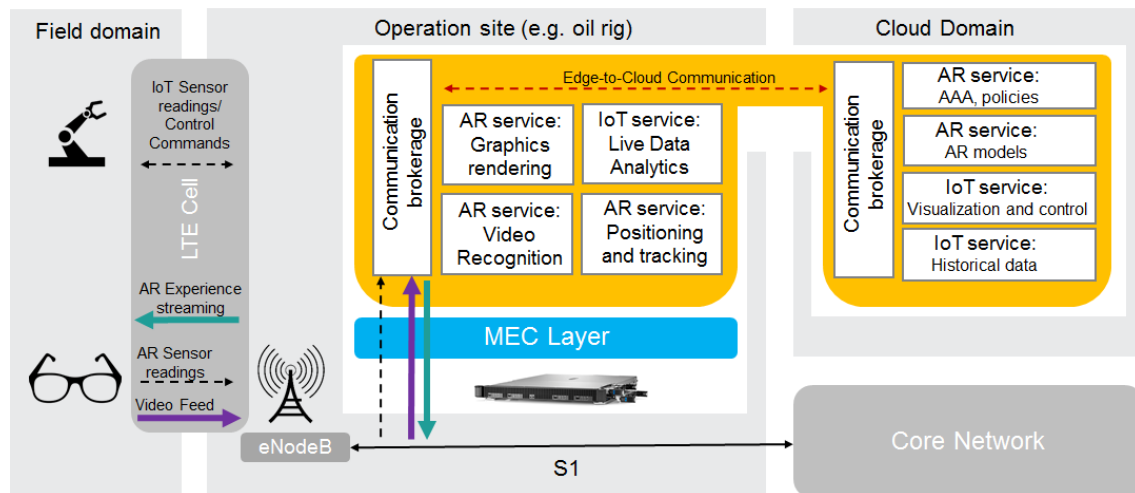 Field domain
Operation site (e.g. oil rig)
Cloud Domain
IoT Sensor
readings/
Control
Commands
LTE Cell
AR Experience
streaming
AR Sensor
readings
Video Feed
eNodeB
Communication
brokerage
Edge-to-Cloud Communication
AR service:
Graphics
rendering
IoT service:
Live Data
Analytics
AR service:
Video
Recognition
AR service:
Positioning
and tracking
MEC Layer
S1
Communication
brokerage
AR service:
AAA, policies
AR service:
AR models
IoT service:
Visualization and control
IoT service:
Historical data
Core Network